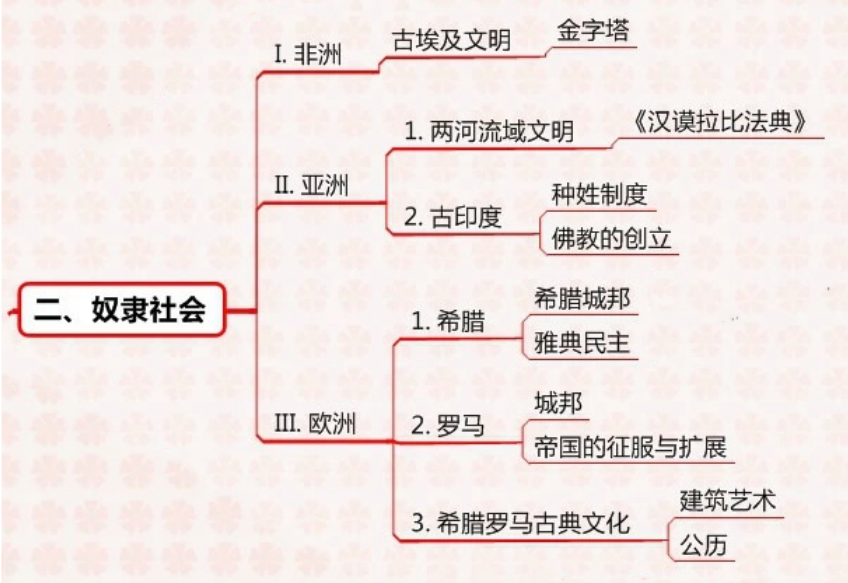 二、奴隶社会
I. 非洲
古埃及文明
金字塔
II. 亚洲
1. 两河流域文明
《汉谟拉比法典》
2. 古印度
种姓制度
佛教的创立
III. 欧洲
1. 希腊
希腊城邦
雅典民主
2. 罗马
城邦
帝国的征服与扩展
3. 希腊罗马古典文化
建筑艺术
公历